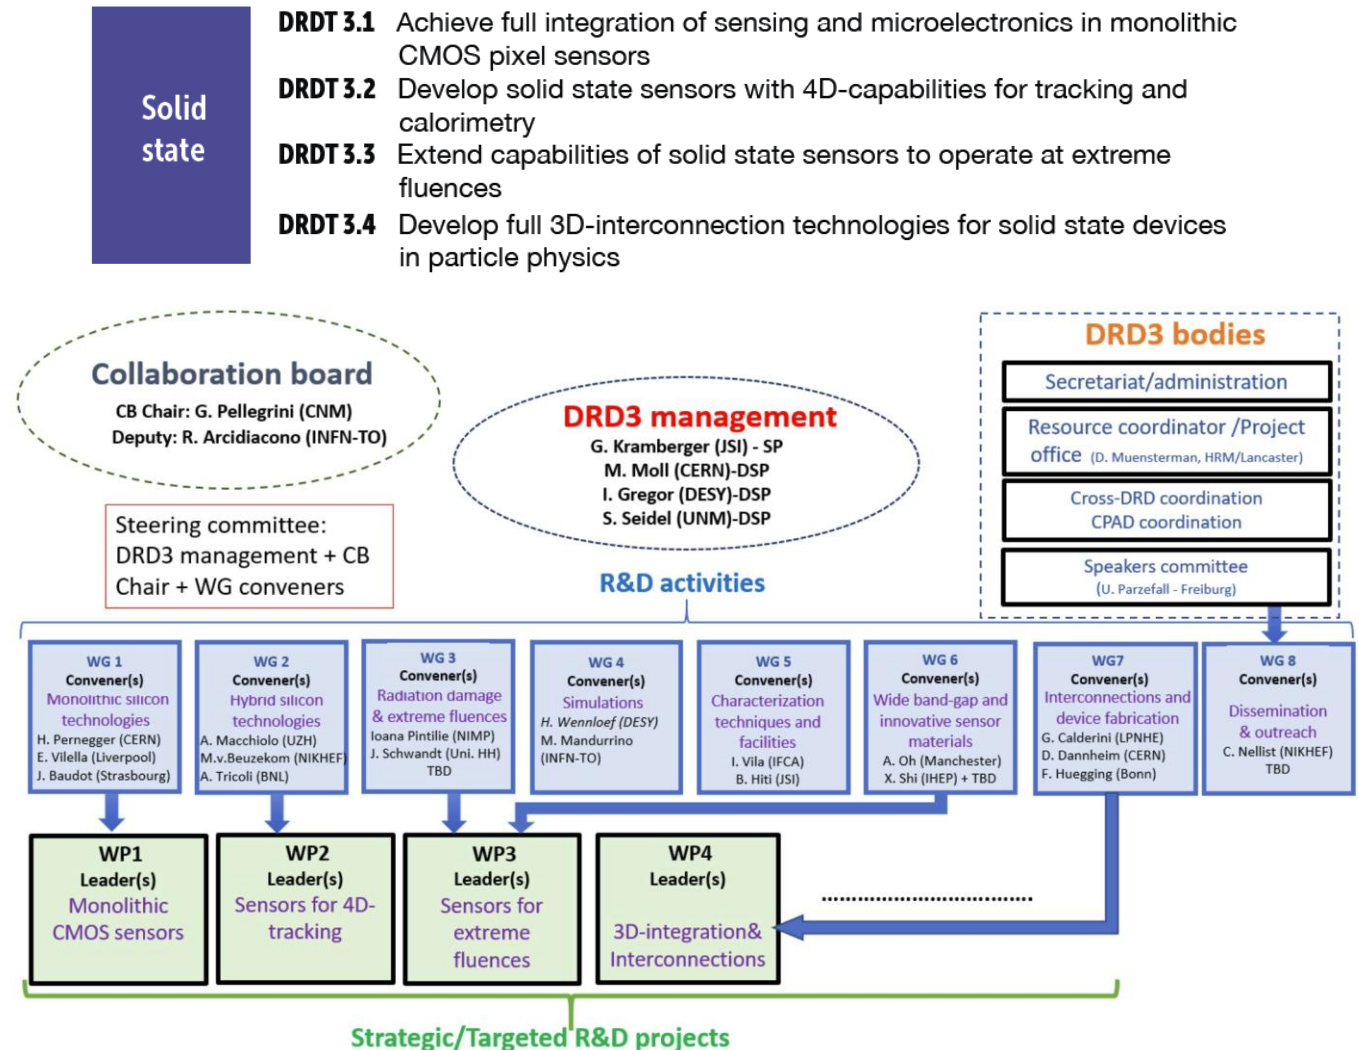 Solid
state
DRDT 3.1 Achieve full integration of sensing and microelectronics in monolithic
CMOS pixel sensors
DRDT 3.2 Develop solid state sensors with 4D-capabilities for tracking and
calorimetry
DRDT 3.3 Extend capabilities of solid state sensors to operate at extreme
fluences
DRDT 3.4 Develop full 3D-interconnection technologies for solid state devices
in particle physics
Collaboration board
CB Chair: G. Pellegrini (CNM)
Deputy: R. Arcidiacono (INFN-TO)
DRD3 management
G. Kramberger (JSI) - SP
M. Moll (CERN)-DSP
I. Gregor (DESY)-DSP
S. Seidel (UNM)-DSP
DRD3 bodies
Secretariat/administration
Resource coordinator /Project
office (D. Muensterman, HRM/Lancaster)
Cross-DRD coordination
CPAD coordination
Speakers committee
(U. Parzefall - Freiburg)
Steering committee:
DRD3 management + CB
Chair + WG conveners
R&D activities
WG 1
Convener(s)
Monolithic silicon
technologies
H. Pernegger (CERN)
E. Vilella (Liverpool)
J. Baudot (Strasbourg)
WG 2
Convener(s)
Hybrid silicon
technologies
A. Macchiolo (UZH)
M.v.Beuzekom (NIKHEF)
A. Tricoli (BNL)
WG 3
Convener(s)
Radiation damage
& extreme fluences
Ioana Pintilie (NIMP)
J. Schwandt (Uni. HH)
TBD
WG 4
Convener(s)
Simulations
H. Wennloef (DESY)
M. Mandurrino
(INFN-TO)
WG 5
Convener(s)
Characterization
techniques and
facilities
I. Vila (IFCA)
B. Hiti (JSI)
WG 6
Convener(s)
Wide band-gap and
innovative sensor
materials
A. Oh (Manchester)
X. Shi (IHEP) + TBD
WG7
Convener(s)
Interconnections and
device fabrication
G. Calderini (LPNHE)
D. Dannheim (CERN)
F. Huegging (Bonn)
WG 8
Convener(s)
Dissemination
& outreach
C. Nellist (NIKHEF)
TBD
WP1
Leader(s)
Monolithic
CMOS sensors
WP2
Leader(s)
Sensors for 4D-
tracking
WP3
Leader(s)
Sensors for
extreme
fluences
WP4
Leader(s)
3D-integration&
Interconnections
Strategic/Targeted R&D projects